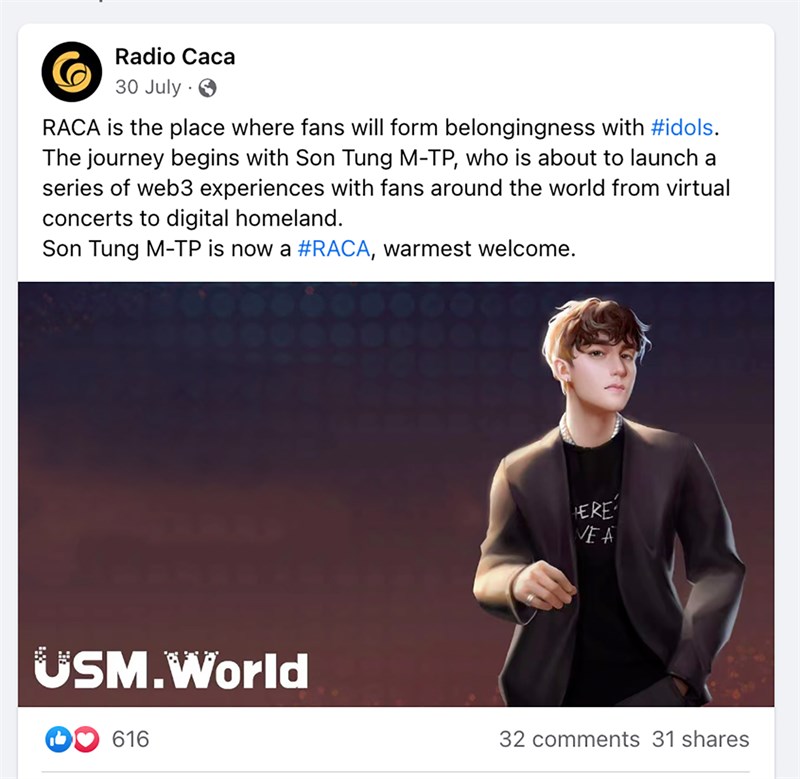 Radio Caca
30 July ·
RACA is the place where fans will form belongingness with #idols.
The journey begins with Son Tung M-TP, who is about to launch a
series of web3 experiences with fans around the world from virtual
concerts to digital homeland.
Son Tung M-TP is now a #RACA, warmest welcome.
HERE'
VE A
USM.World
616
32 comments 31 shares